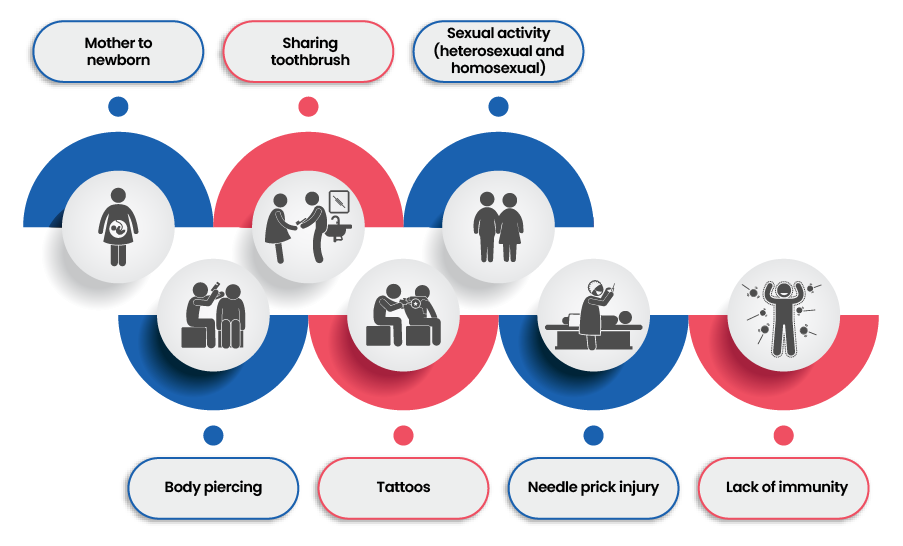 Mother to
newborn
Sharing
toothbrush
Sexual activity
(heterosexual and
homosexual)
Body piercing
Tattoos
Needle prick injury
Lack of immunity